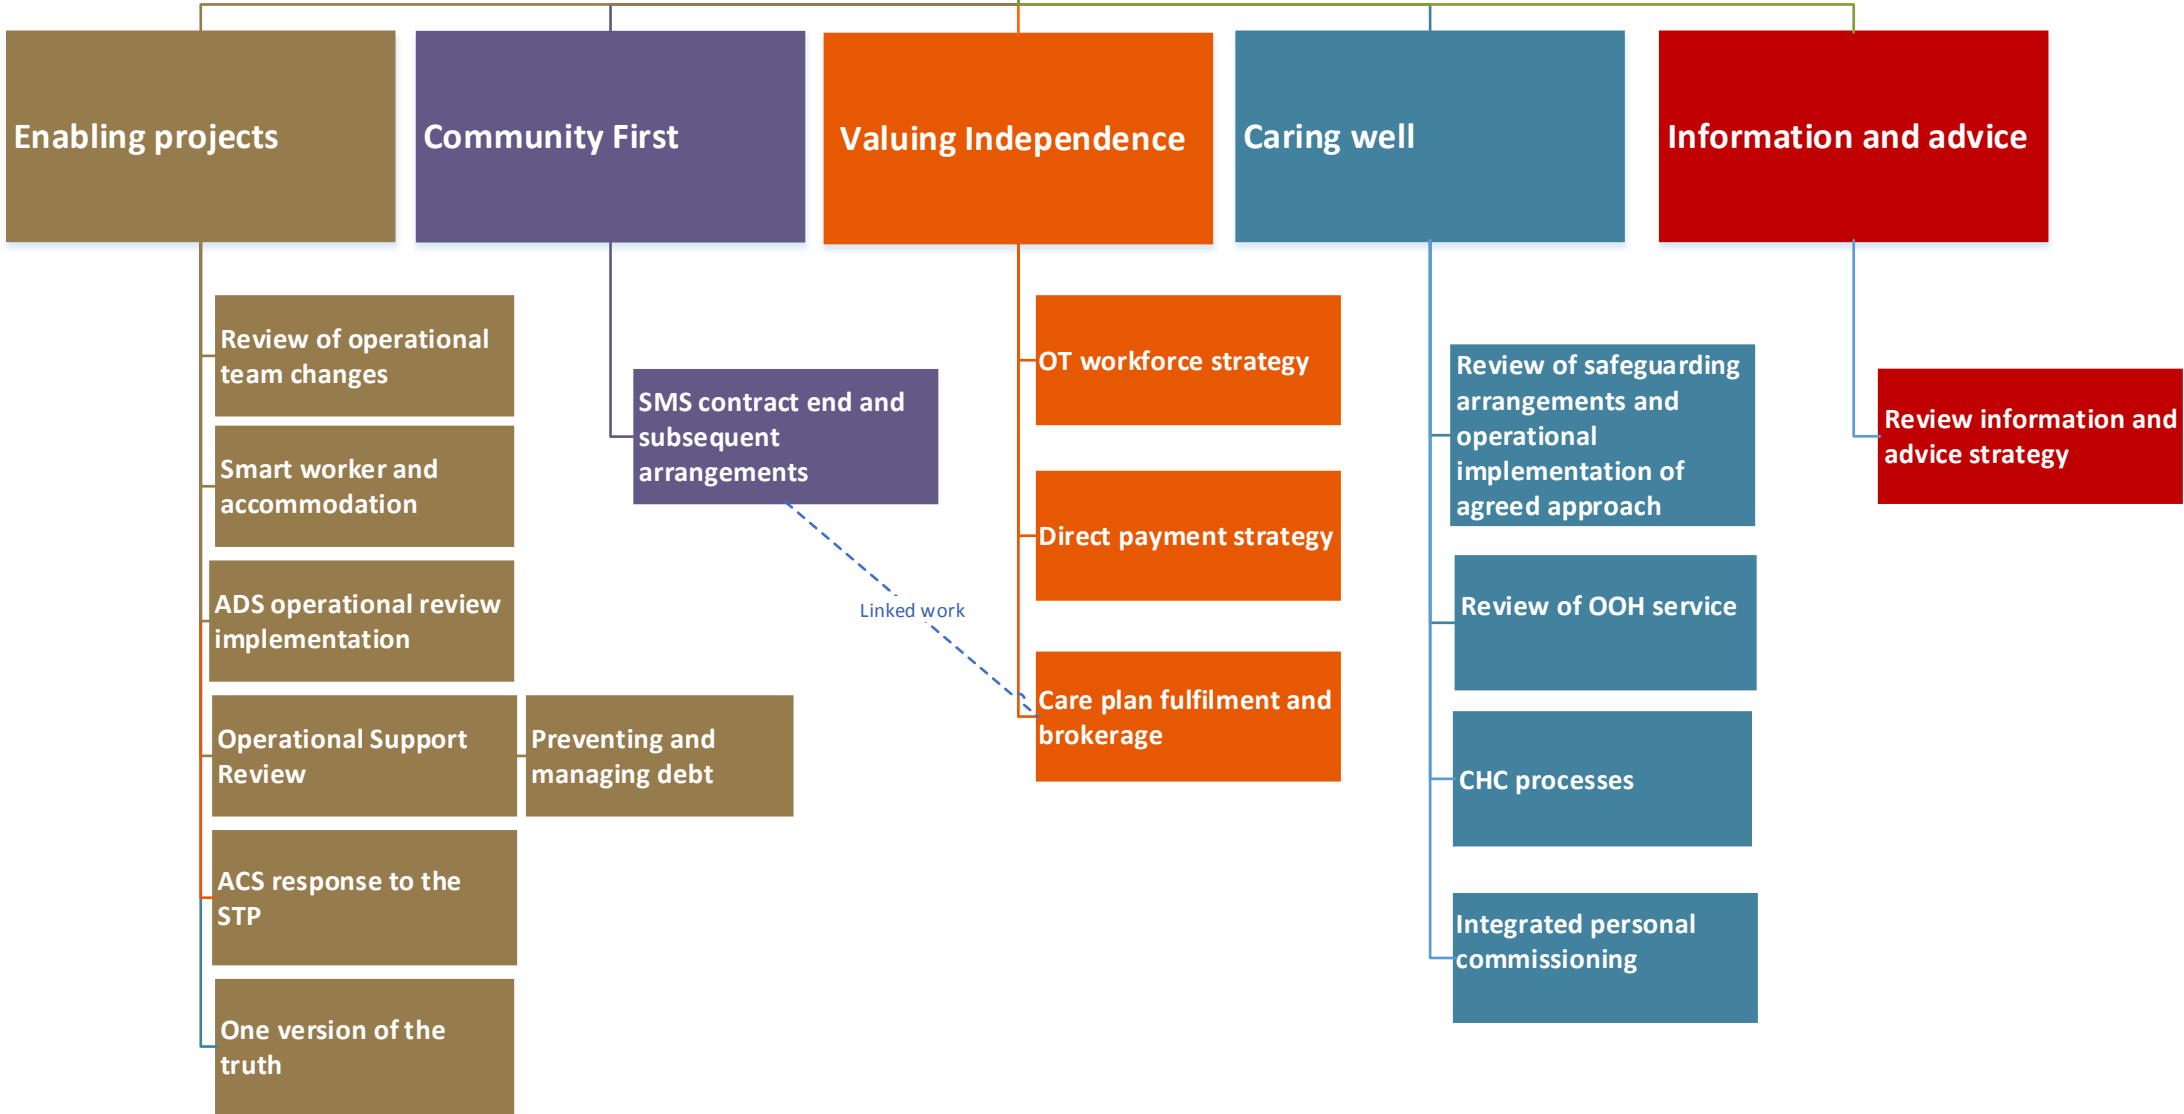 Enabling projects
Community First
Valuing Independence
Caring well
Information and advice
Review of operational
team changes
Smart worker and
accommodation
ADS operational review
implementation
Operational Support
Review
Preventing and
managing debt
ACS response to the
STP
One version of the
truth
SMS contract end and
subsequent
arrangements
Linked work
OT workforce strategy
Direct payment strategy
Care plan fulfilment and
brokerage
Review of safeguarding
arrangements and
operational
implementation of
agreed approach
Review of OOH service
CHC processes
Integrated personal
commissioning
Review information and
advice strategy